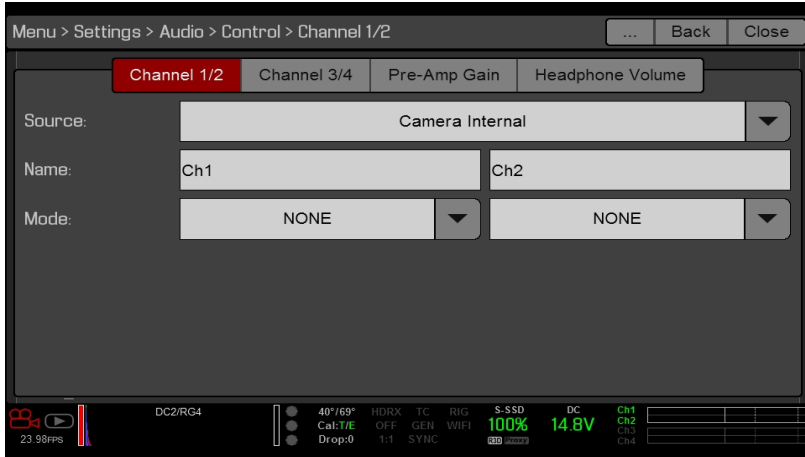 Menu > Settings > Audio > Control > Channel 1/2 ... Back Close
Channel 1/2 Channel 3/4 Pre-Amp Gain Headphone Volume
Source: Camera Internal
Name: Ch1 Ch2
Mode: NONE NONE
DC2/RG4 40°/69° HDRX TC RIG S-SSD DC Ch1
Cal:T/E OFF GEN WIFI 100% 14.8V Ch2
Ch3
23.98FPS Drop:0 1:1 SYNC R3D Proxy Ch4